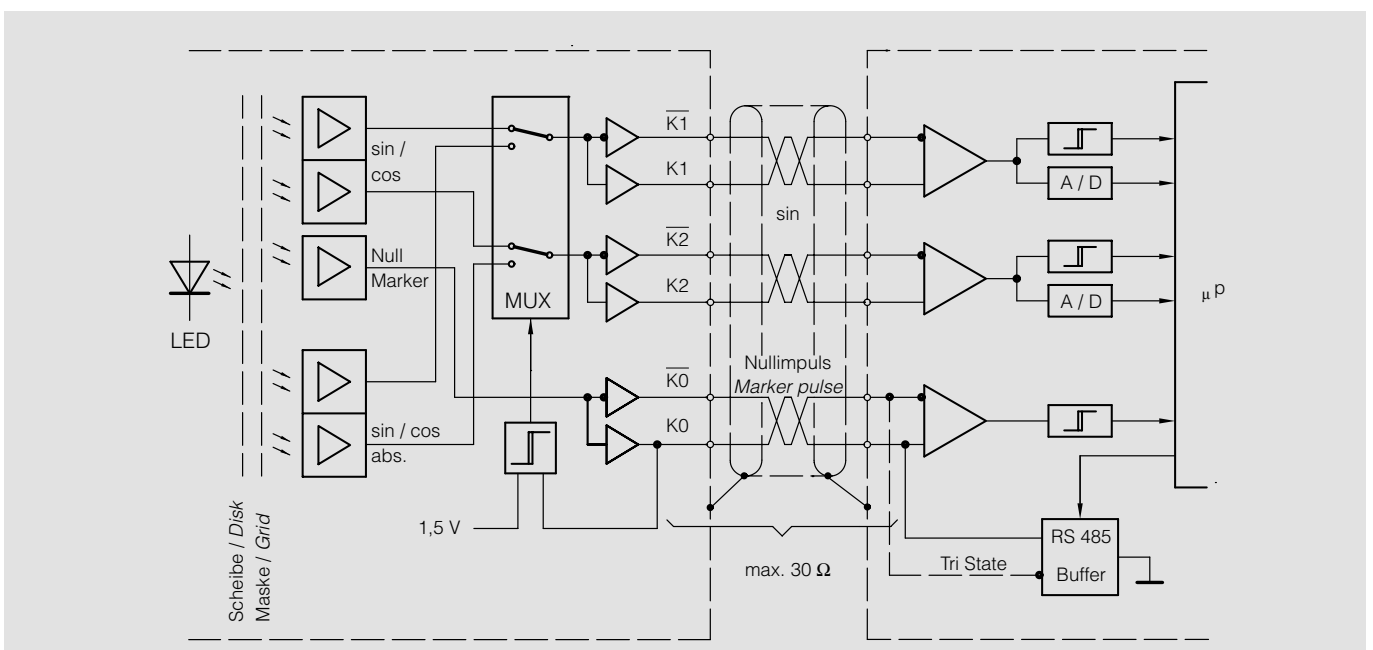 LED
Scheibe / Disk
Maske / Grid
sin /
cos
Null
Marker
sin / cos
abs.
MUX
1,5 V
K1
K1
K2
K2
K0
K0
sin
Nullimpuls
Marker pulse
max. 30 Ω
A / D
A / D
µp
Tri State
RS 485
Buffer